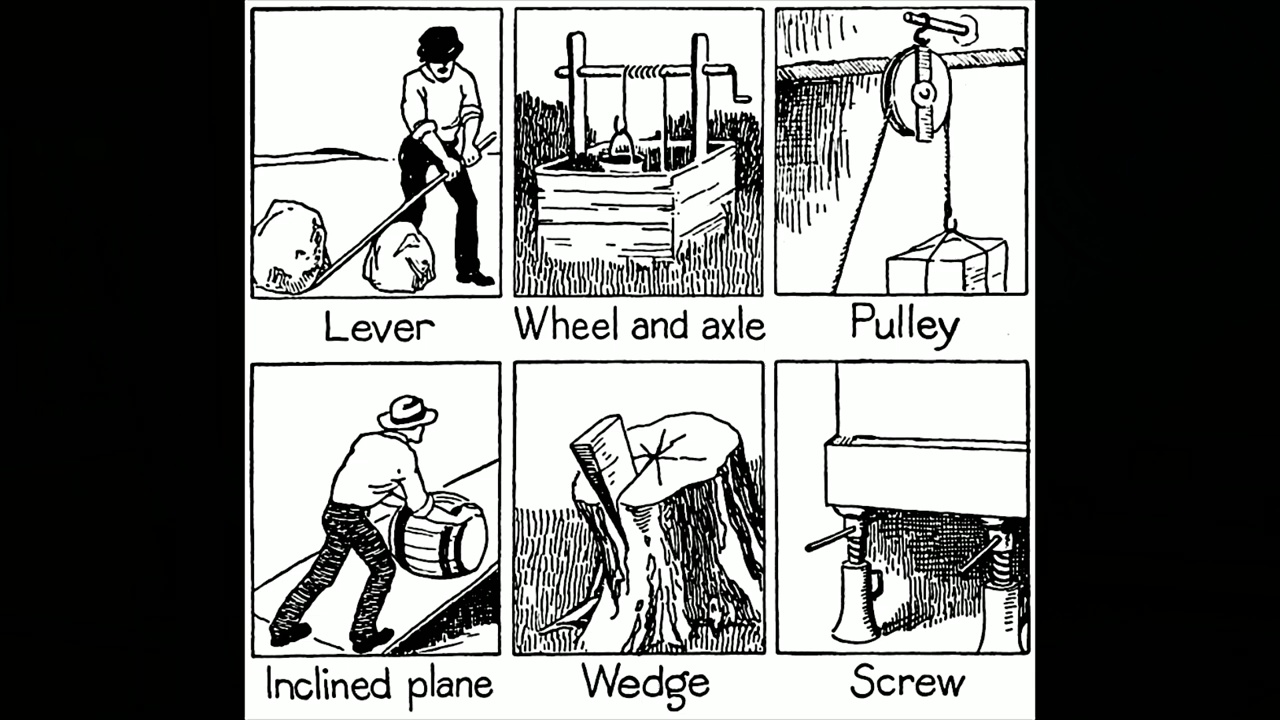 Lever
Wheel and axle
Pulley
Inclined plane
Wedge
Screw